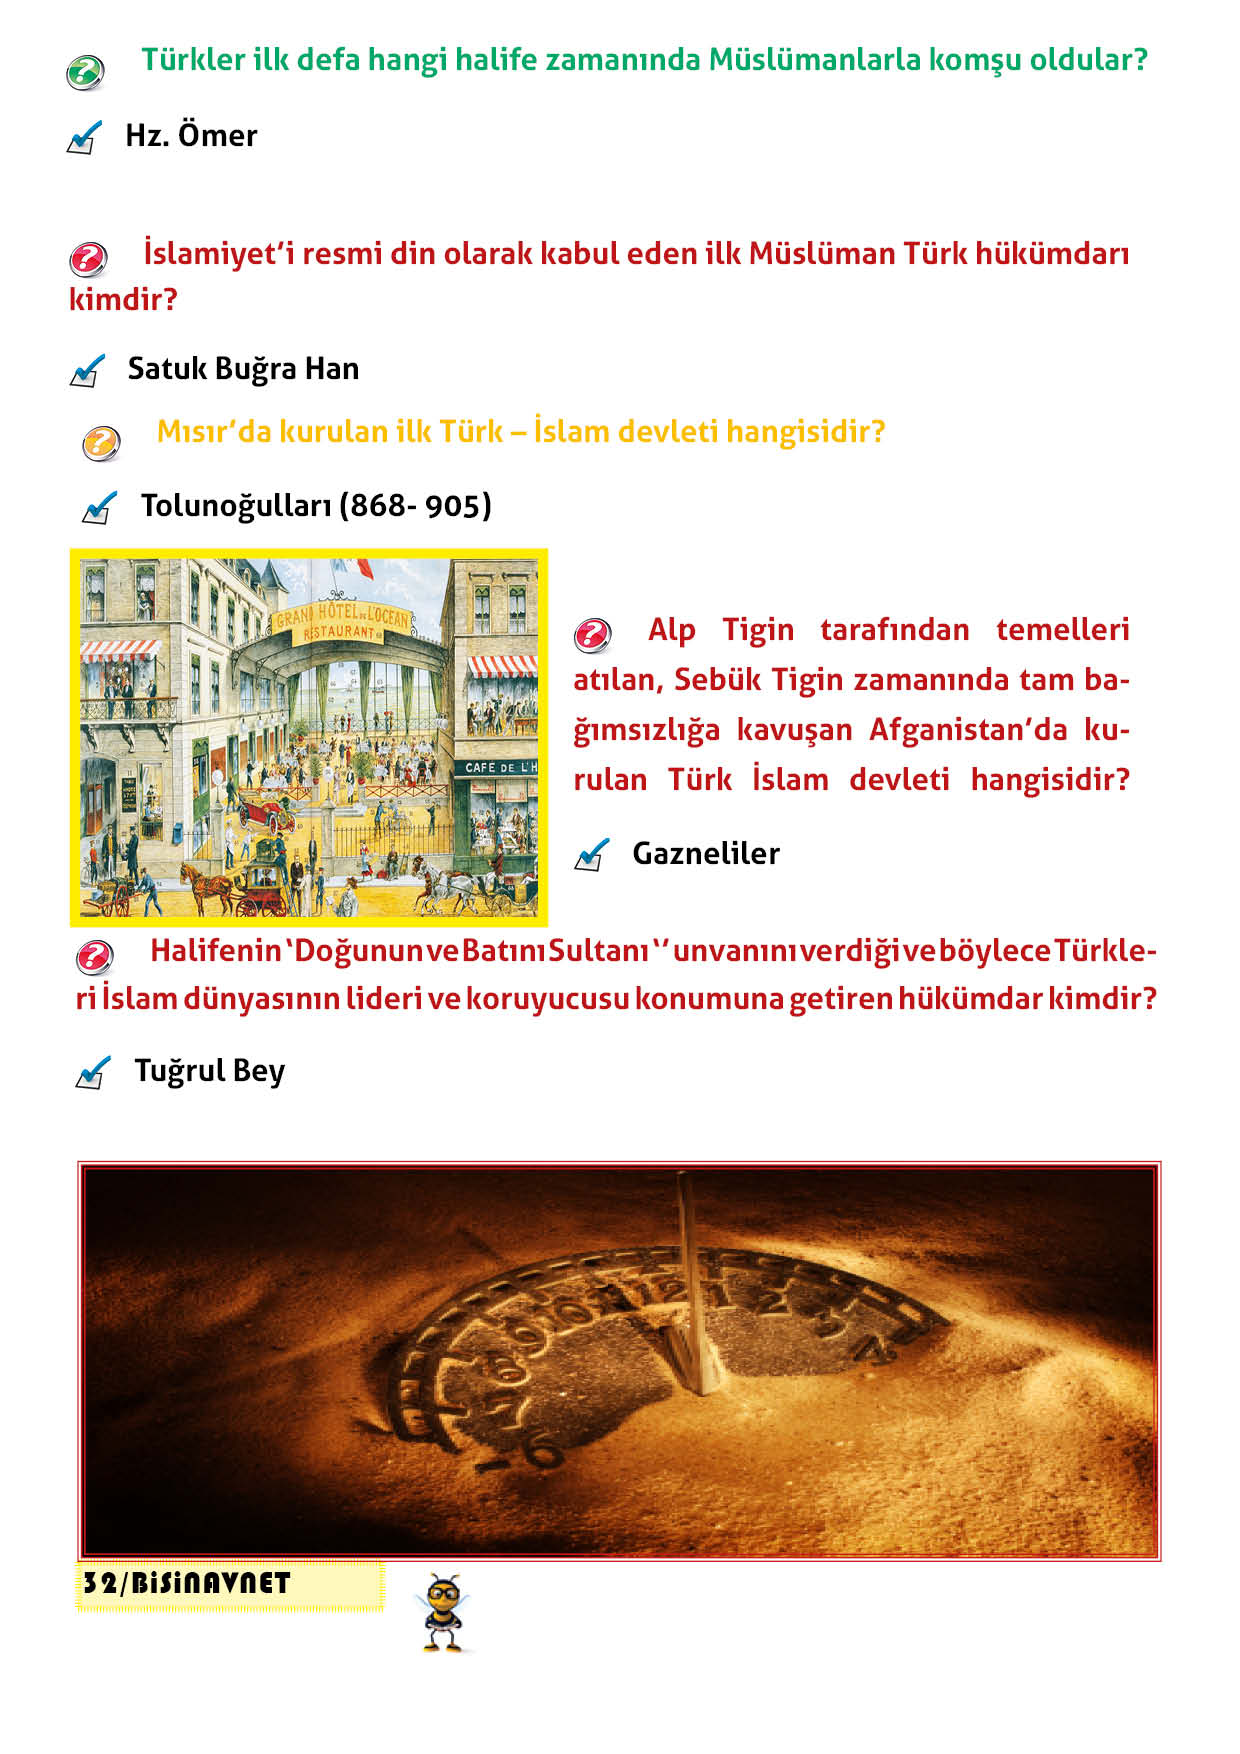 Türkler ilk defa hangi halife zamanında Müslümanlarla komşu oldular?
Hz. Ömer
İslamiyet’i resmi din olarak kabul eden ilk Müslüman Türk hükümdarı
kimdir?
Satuk Buğra Han
Mısır’da kurulan ilk Türk – İslam devleti hangisidir?
Tolunoğulları (868- 905)
GRAND HÔTEL DE L'OCEAN
RESTAURANT
CAFE DE L'H
Alp Tigin tarafından temelleri
atılan, Sebük Tigin zamanında tam ba-
ğımsızlığa kavuşan Afganistan’da ku-
rulan Türk İslam devleti hangisidir?
Gazneliler
Halifenin ‘Doğunun ve Batını Sultanı ‘’ unvanını verdiği ve böylece Türkle-
ri İslam dünyasının lideri ve koruyucusu konumuna getiren hükümdar kimdir?
Tuğrul Bey
32/BiSiNAVNET